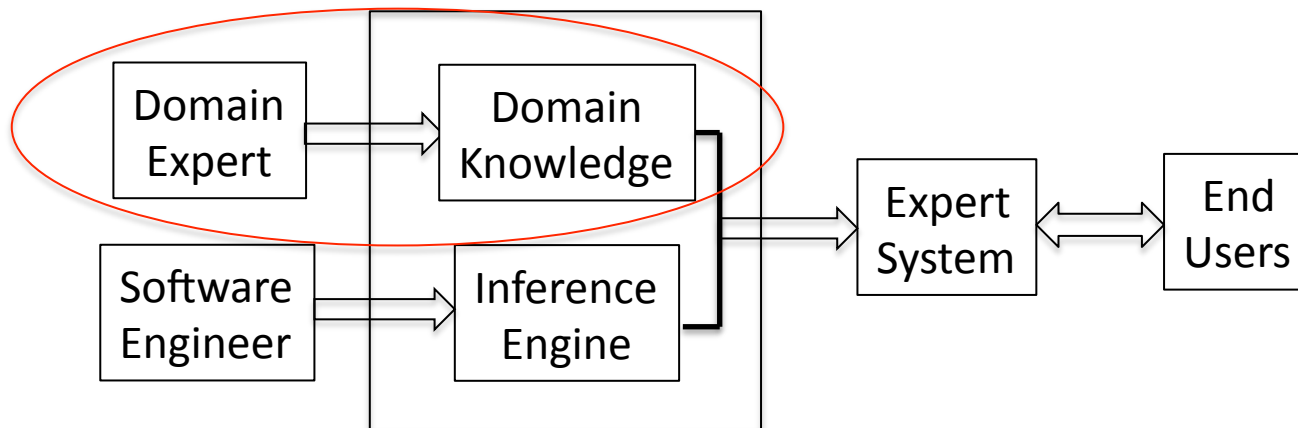 Domain
Expert
Domain
Knowledge
Software
Engineer
Inference
Engine
Expert
System
End
Users